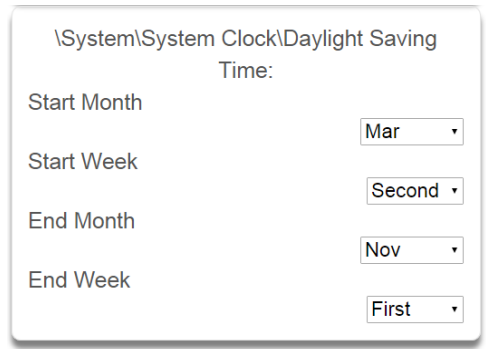 \System\System Clock\Daylight Saving
Time:
Start Month
Mar
Start Week
Second
End Month
Nov
End Week
First